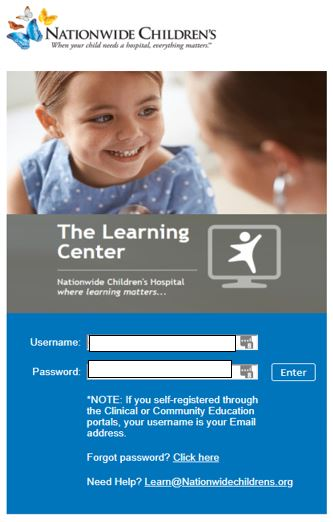 NATIONWIDE CHILDREN'S
When your child needs a hospital, everything matters.™
The Learning
Center
Nationwide Children's Hospital
where learning matters...
Username:
Password:
Enter
*NOTE: If you self-registered through
the Clinical or Community Education
portals, your username is your Email
address.
Forgot password? Click here
Need Help? Learn@Nationwidechildrens.org